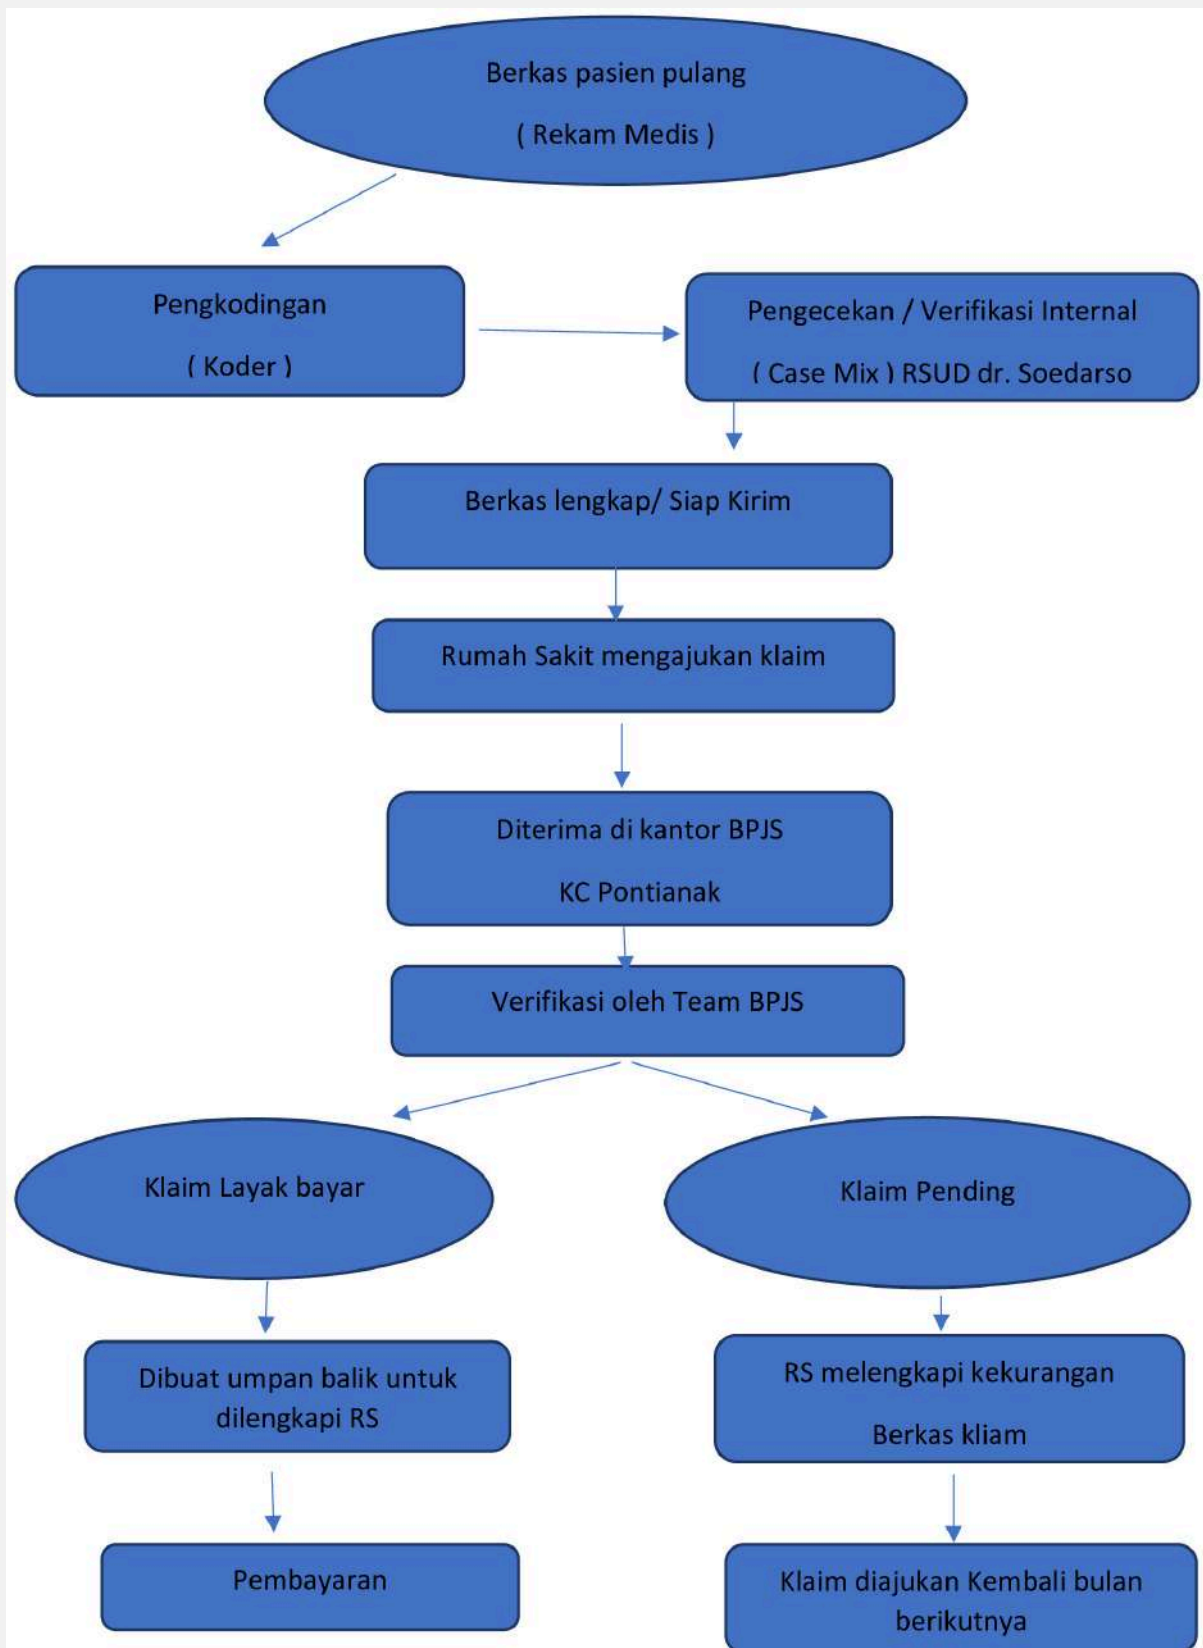 Berkas pasien pulang
( Rekam Medis )
Pengkodingan
( Koder )
Pengecekan / Verifikasi Internal
( Case Mix ) RSUD dr. Soedarso
Berkas lengkap/ Siap Kirim
Rumah Sakit mengajukan klaim
Diterima di kantor BPJS
KC Pontianak
Verifikasi oleh Team BPJS
Klaim Layak bayar
Klaim Pending
Dibuat umpan balik untuk
dilengkapi RS
RS melengkapi kekurangan
Berkas kliam
Pembayaran
Klaim diajukan Kembali bulan
berikutnya